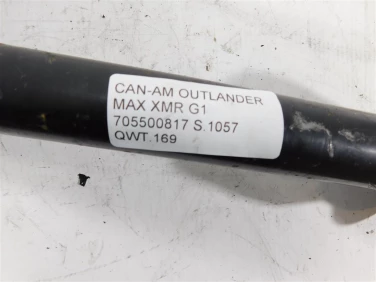 CAN-AM OUTLANDER
MAX XMR G1
705500817 S.1057
QWT.169